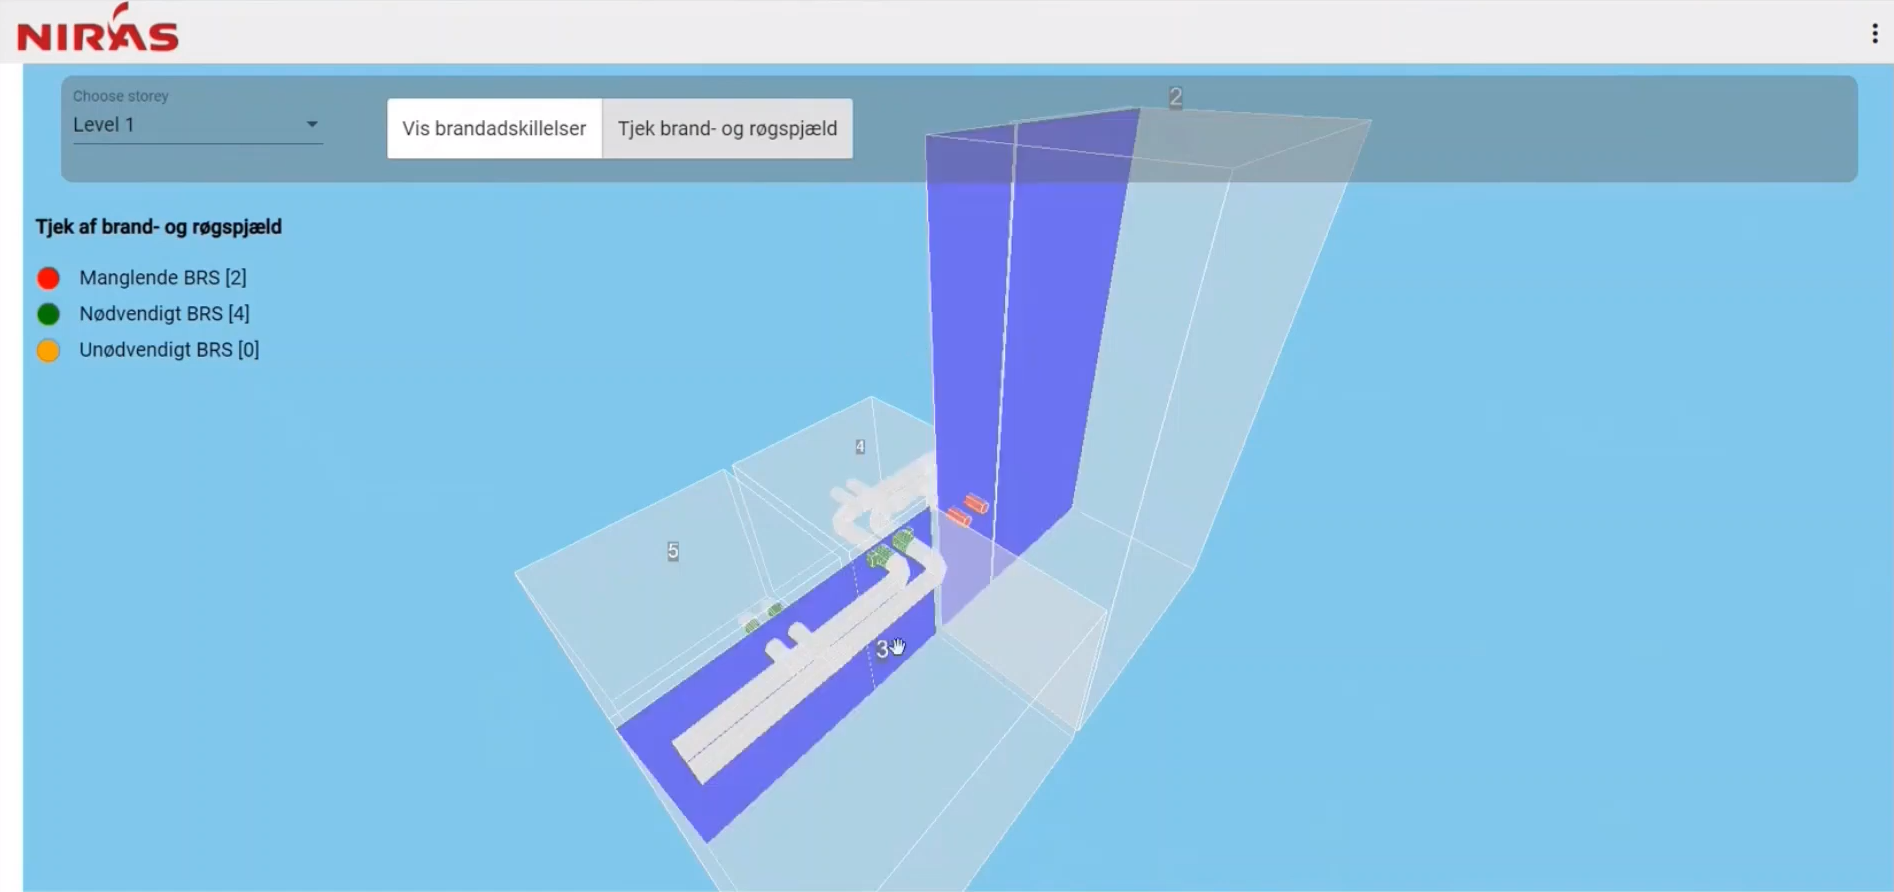 NIRAS
Choose storey
Level 1
Vis brandadskillelser
Tjek brand- og røgspjæld
2
Tjek af brand- og røgspjæld
Manglende BRS [2]
Nødvendigt BRS [4]
Unødvendigt BRS [0]
4
5
3